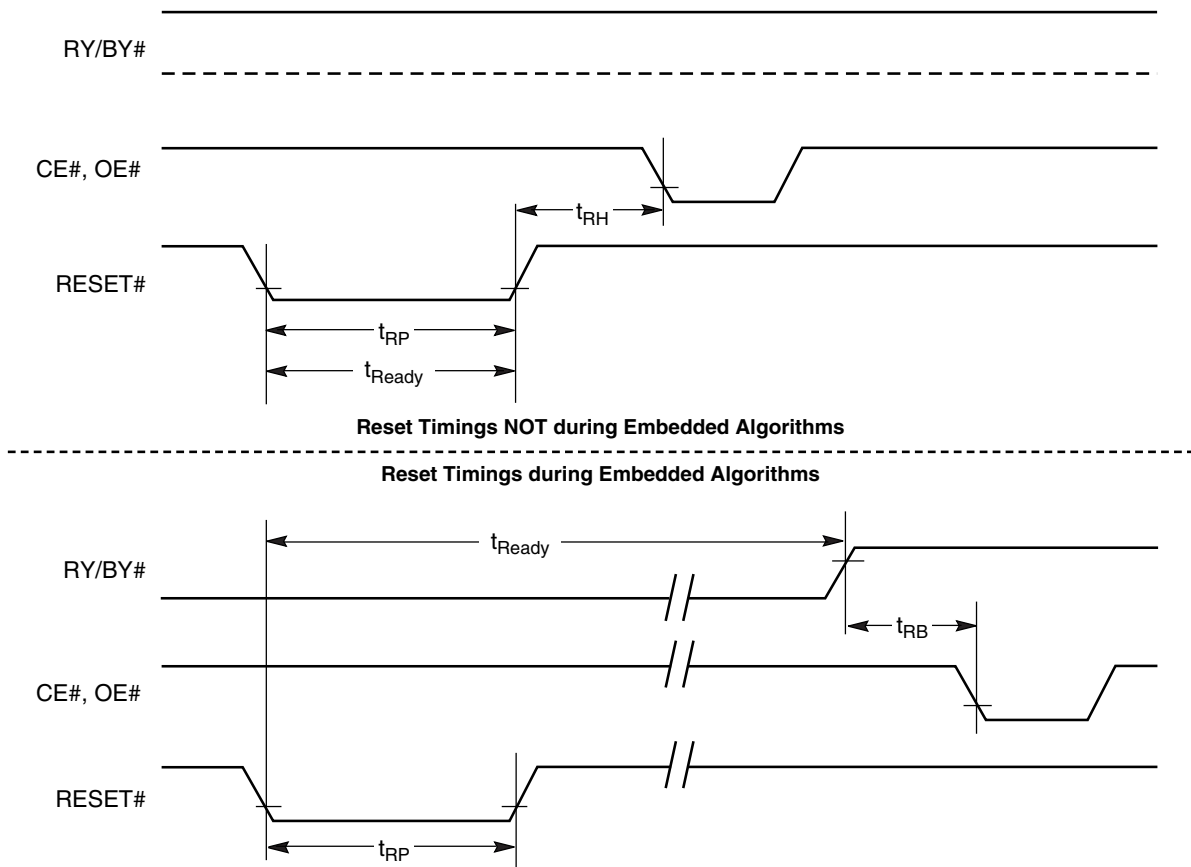 RY/BY#
CE#, OE#
tRH
RESET#
tRP
tReady
Reset Timings NOT during Embedded Algorithms
Reset Timings during Embedded Algorithms
tReady
RY/BY#
tRB
CE#, OE#
RESET#
tRP